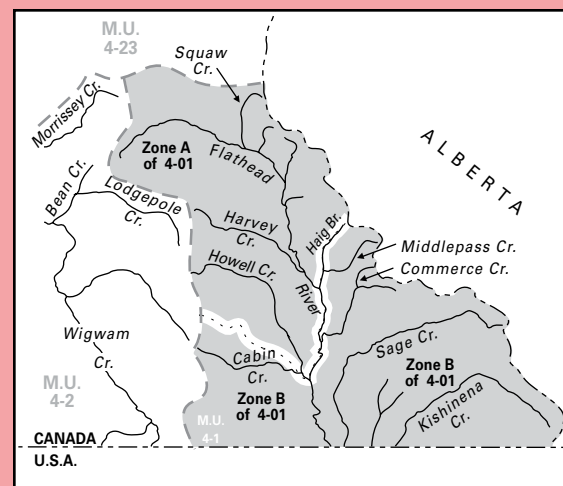 M.U.
4-23
Squaw
Cr.
Morrissey Cr.
Zone A
of 4-01
Flathead
ALBERTA
Bean Cr.
Lodgepole
Cr.
Harvey
Cr.
Haig Br.
Middlepass Cr.
Commerce Cr.
Howell Cr.
River
Wigwam
Cr.
Cabin
Cr.
Sage Cr.
M.U.
4-2
Zone B
of 4-01
Zone B
of 4-01
Kishinena
Cr.
M.U.
4-1
CANADA
U.S.A.